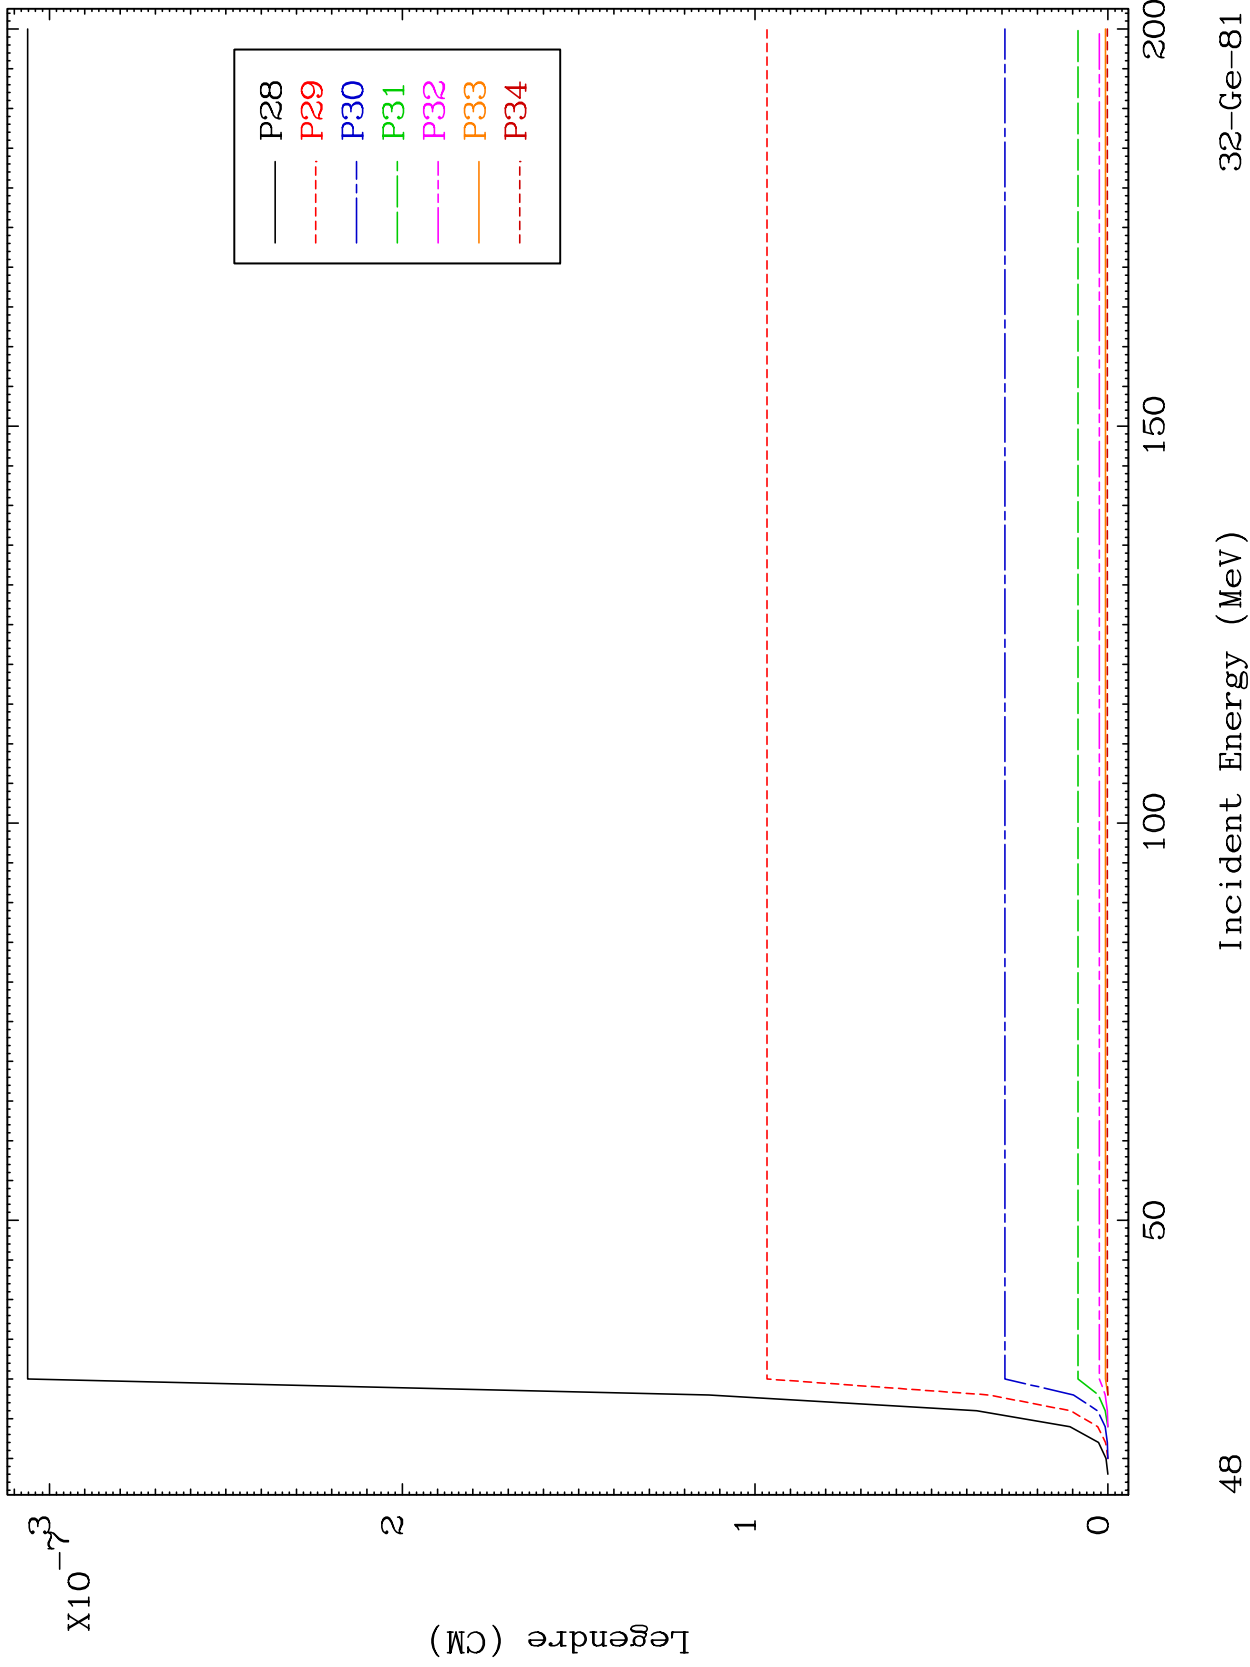 X10
-7
3
2
1
0
Legendre (CM)
P28
P29
P30
P31
P32
P33
P34
50
100
150
200
Incident Energy (MeV)
48
32-Ge-81